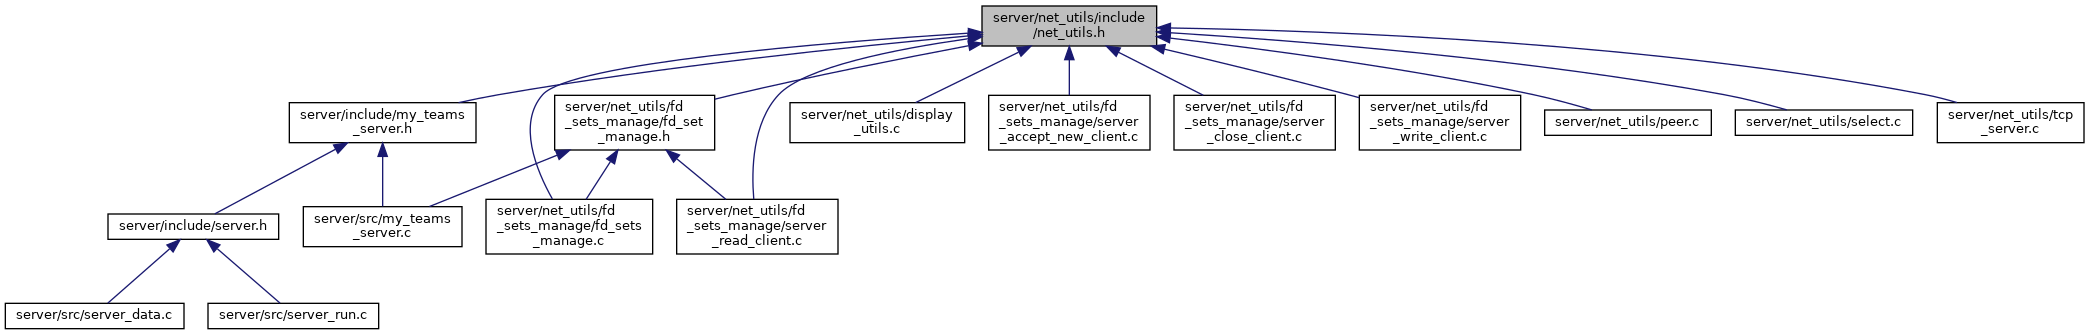 server/net_utils/include
/net_utils.h
server/include/my_teams
_server.h
server/net_utils/fd
_sets_manage/fd_set
_manage.h
server/net_utils/display
_utils.c
server/net_utils/fd
_sets_manage/server
_accept_new_client.c
server/net_utils/fd
_sets_manage/server
_close_client.c
server/net_utils/fd
_sets_manage/server
_write_client.c
server/net_utils/peer.c
server/net_utils/select.c
server/net_utils/tcp
_server.c
server/include/server.h
server/src/my_teams
_server.c
server/net_utils/fd
_sets_manage/fd_sets
_manage.c
server/net_utils/fd
_sets_manage/server
_read_client.c
server/src/server_data.c
server/src/server_run.c